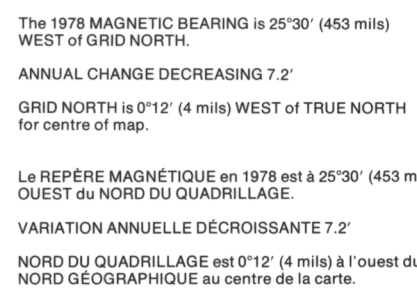 The 1978 MAGNETIC BEARING is 25°30′ (453 mils)
WEST of GRID NORTH.
ANNUAL CHANGE DECREASING 7.2′
GRID NORTH is 0°12′ (4 mils) WEST of TRUE NORTH
for centre of map.
Le REPÈRE MAGNÉTIQUE en 1978 est à 25°30′ (453 m
OUEST du NORD DU QUADRILLAGE.
VARIATION ANNUELLE DÉCROISSANTE 7.2′
NORD DU QUADRILLAGE est 0°12′ (4 mils) à l'ouest du
NORD GÉOGRAPHIQUE au centre de la carte.